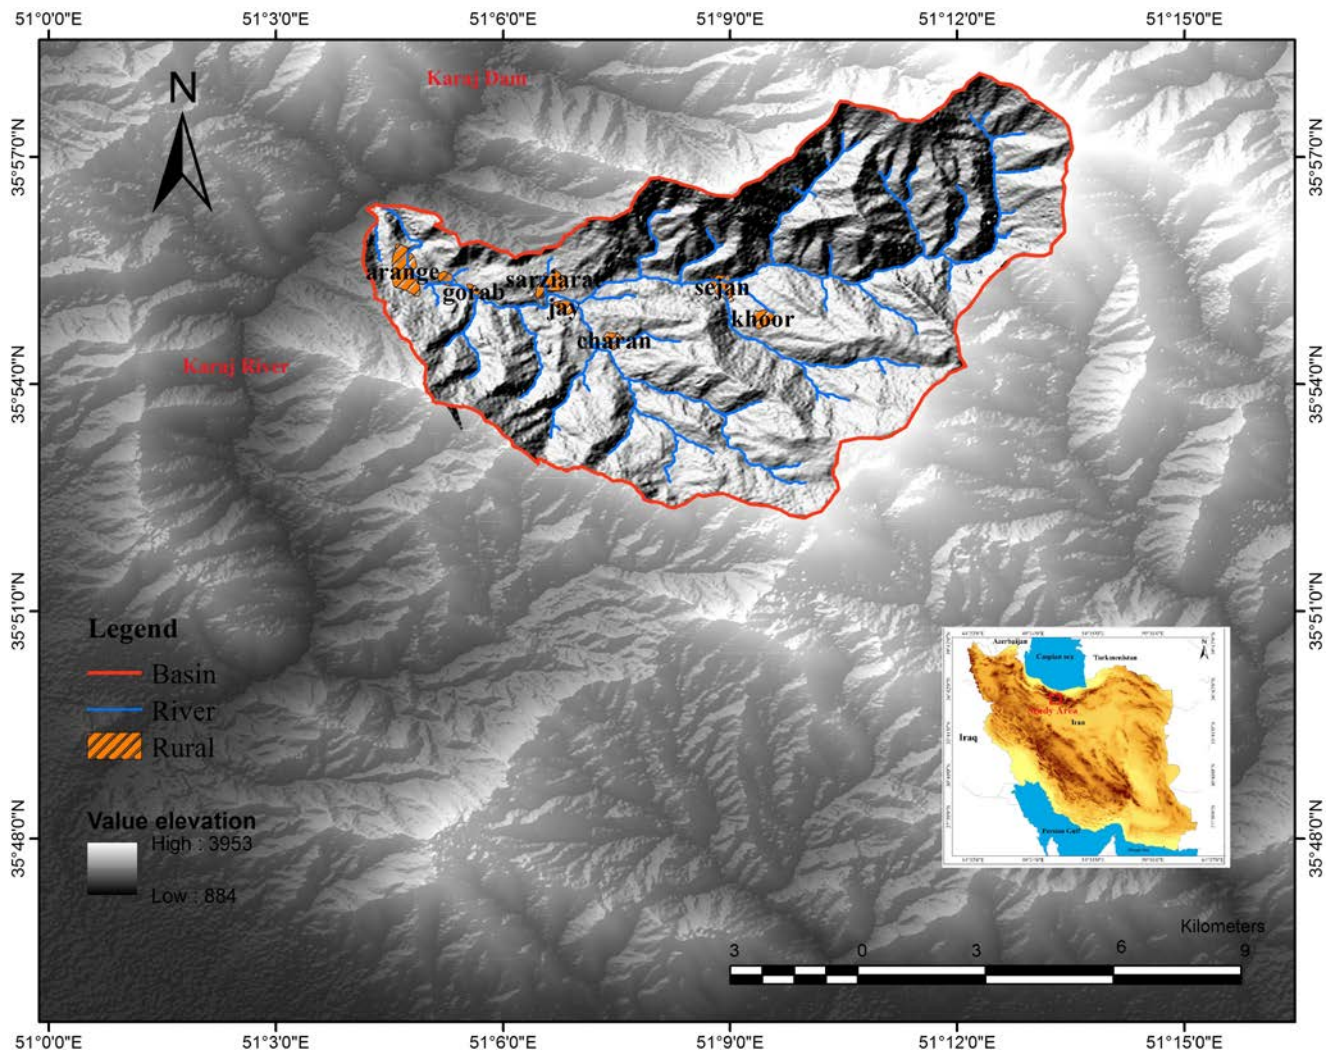 51°0'0"E 51°3'0"E 51°6'0"E 51°9'0"E 51°12'0"E 51°15'0"E
Karaj Dam
N
35°57'0"N 35°57'0"N
arange
gorab
sarziarat
jay
sejan
khoor
charan
Karaj River
35°54'0"N 35°54'0"N
35°51'0"N 35°51'0"N
Legend
Basin
River
Rural
Value elevation
High : 3953
Low : 884
35°48'0"N 35°48'0"N
Azerbaijan
Caspian sea
Turkmenistan
N
Study Area
Iran
Iraq
Persian Gulf
Kilometers
3 0 3 6 9
51°0'0"E 51°3'0"E 51°6'0"E 51°9'0"E 51°12'0"E 51°15'0"E